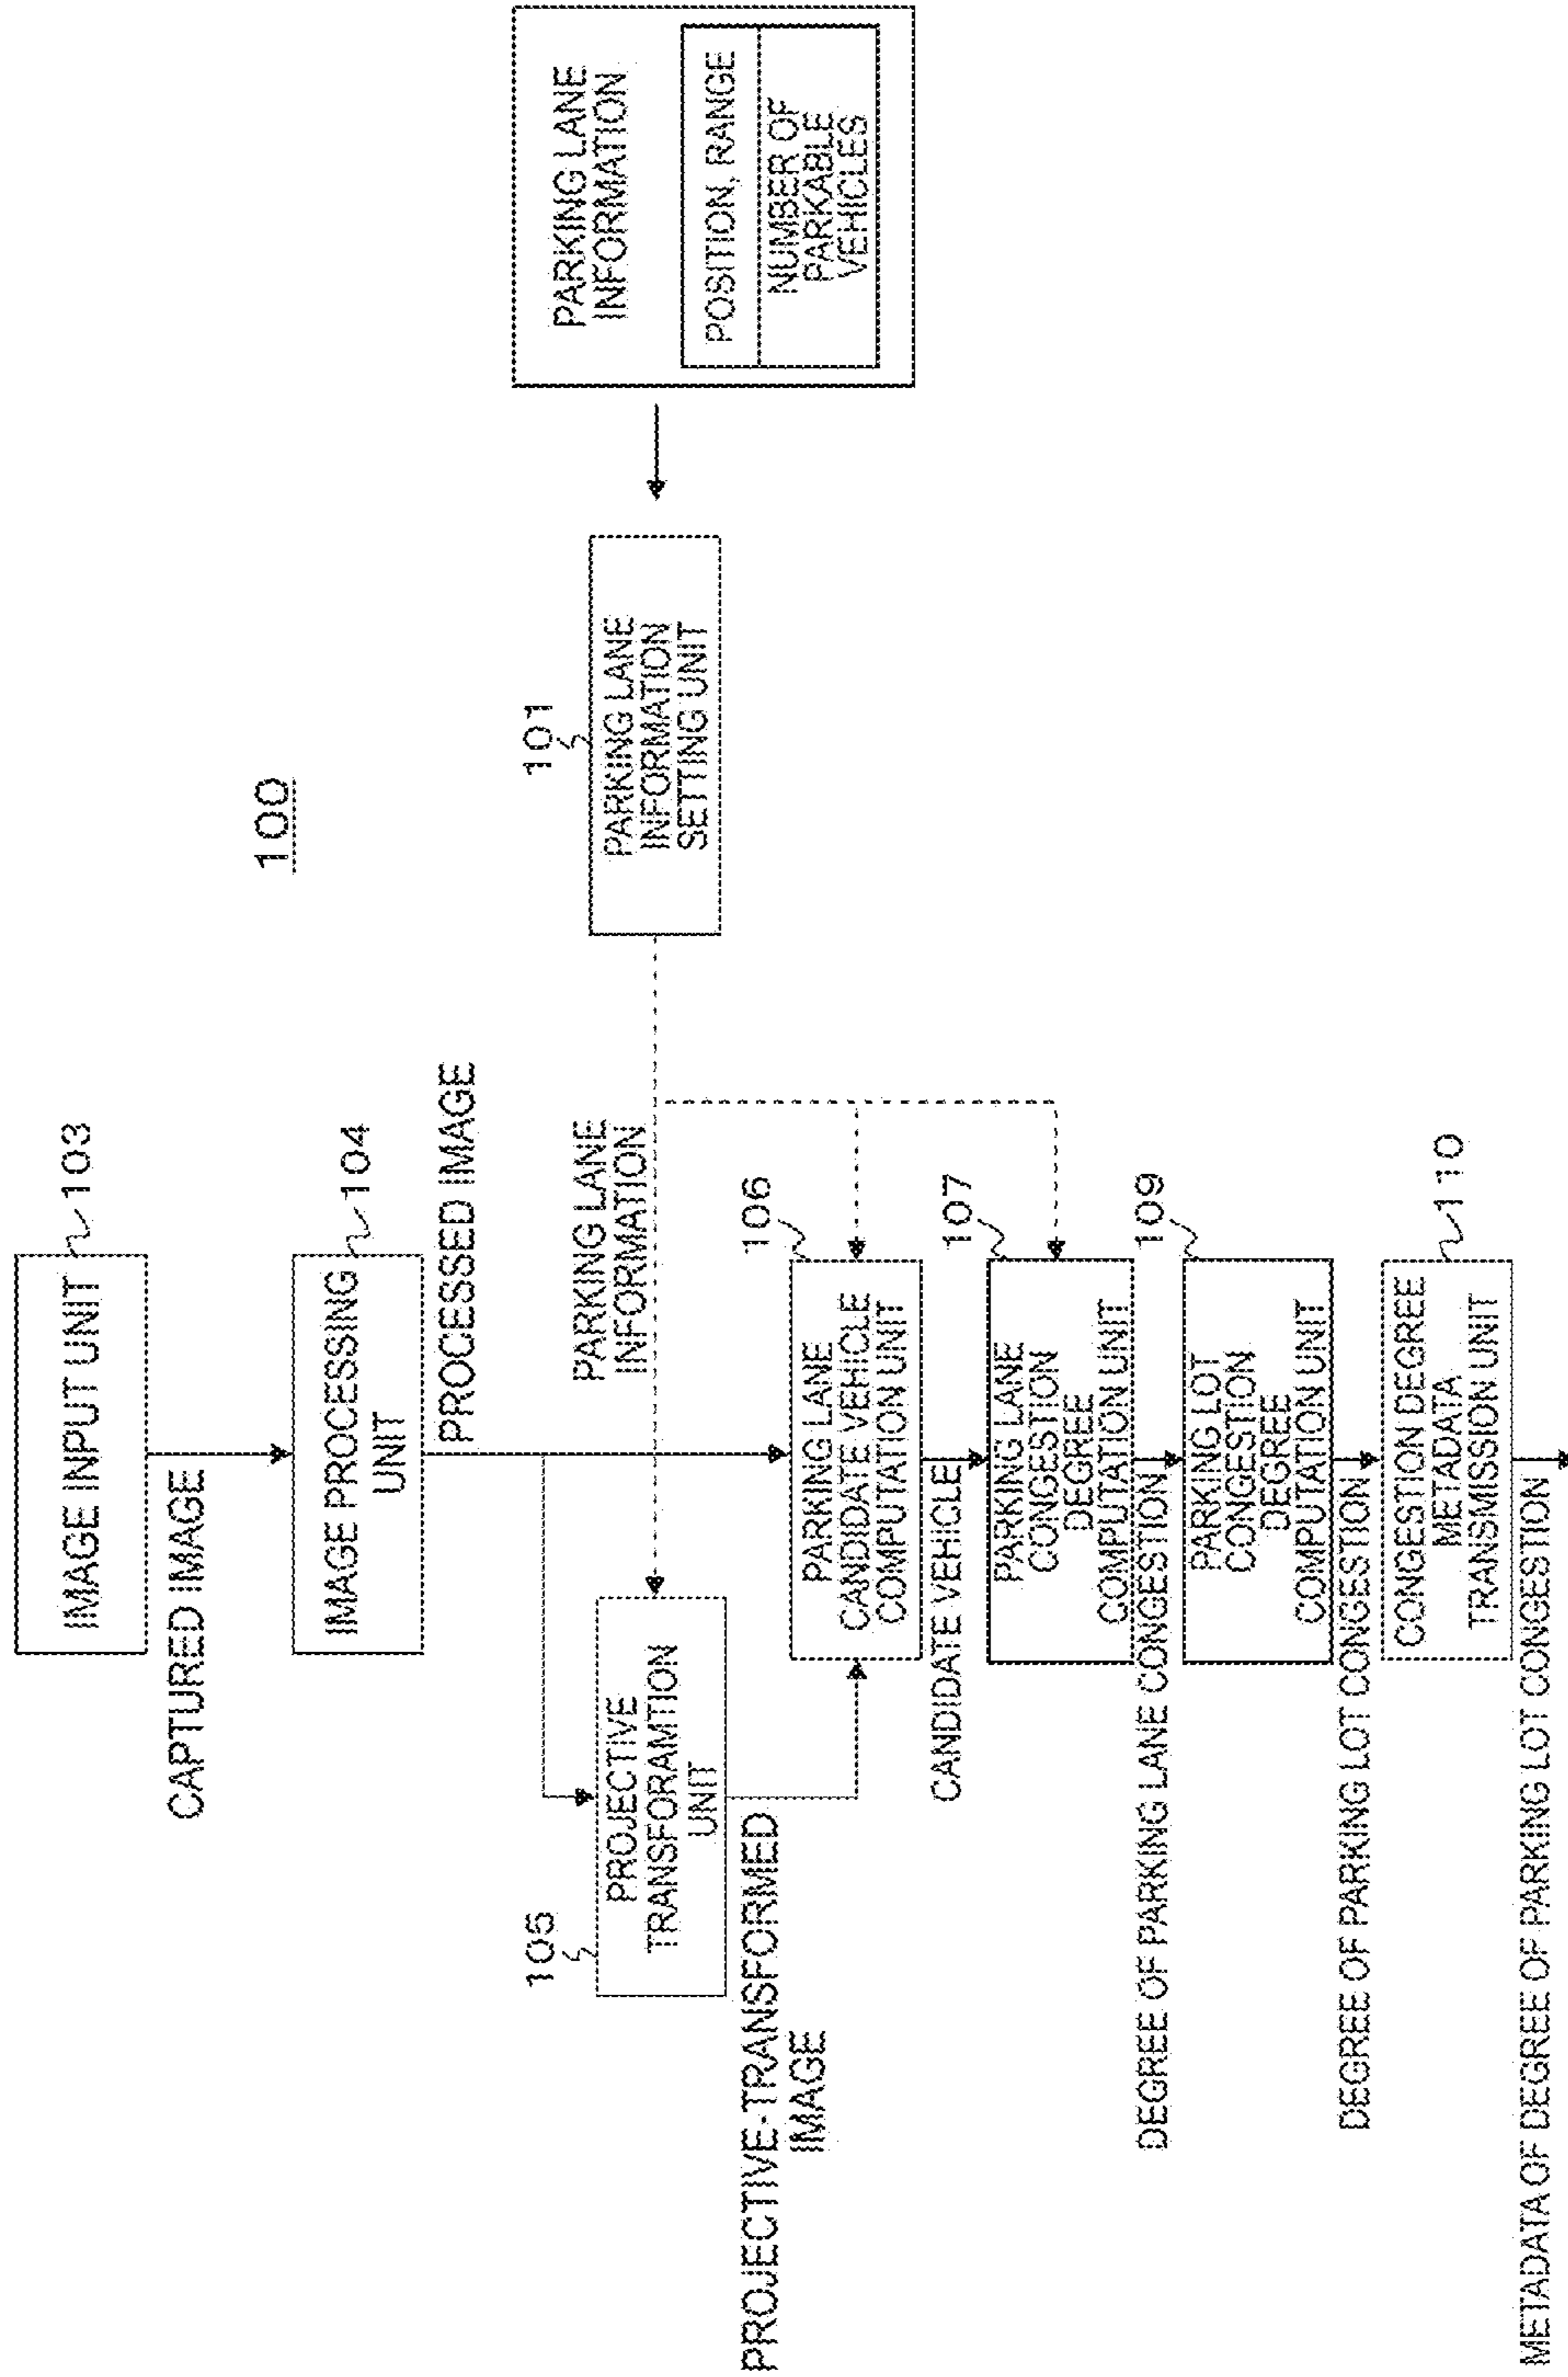 100
IMAGE INPUT UNIT
103
CAPTURED IMAGE
IMAGE PROCESSING
UNIT
104
PROCESSED IMAGE
PARKING LANE
INFORMATION
101
PARKING LANE
INFORMATION
SETTING UNIT
PARKING LANE
INFORMATION
POSITION, RANGE
NUMBER OF
PARKABLE
VEHICLES
105
PROJECTIVE
TRANSFORAMTION
UNIT
PROJECTIVE-TRANSFORMED
IMAGE
106
PARKING LANE
CANDIDATE VEHICLE
COMPUTATION UNIT
CANDIDATE VEHICLE
107
PARKING LANE
CONGESTION
DEGREE
COMPUTATION UNIT
DEGREE OF PARKING LANE CONGESTION
109
PARKING LOT
CONGESTION
DEGREE
COMPUTATION UNIT
DEGREE OF PARKING LOT CONGESTION
110
CONGESTION DEGREE
METADATA
TRANSMISSION UNIT
METADATA OF DEGREE OF PARKING LOT CONGESTION